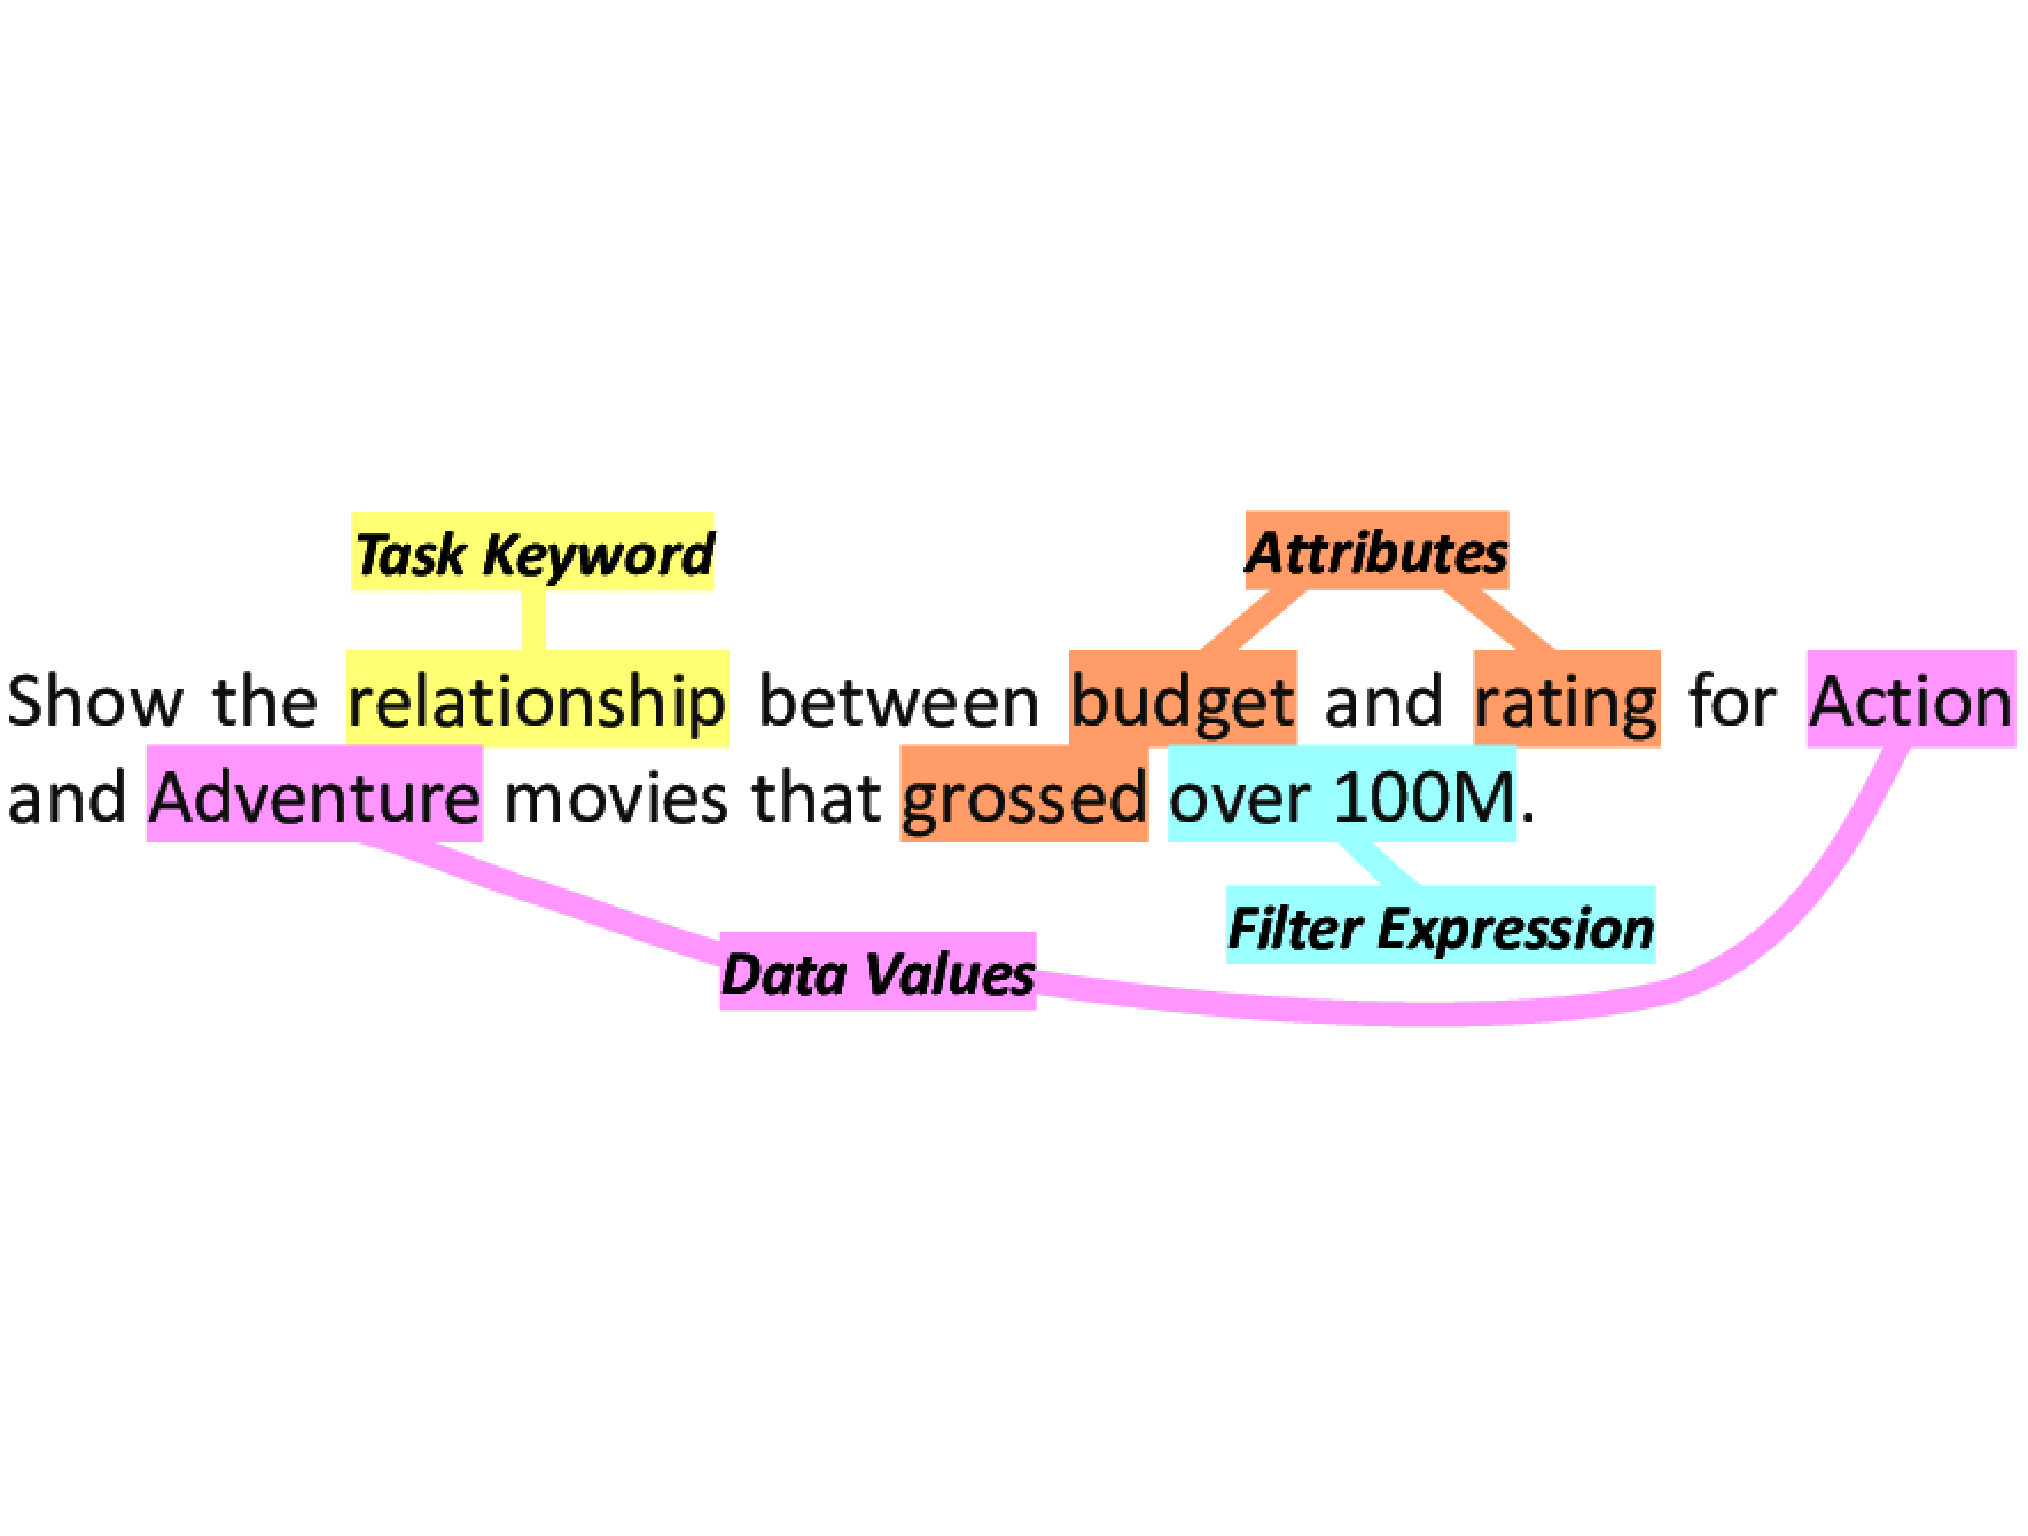 Task Keyword Attributes
Show the relationship between budget and rating for Action
and Adventure movies that grossed over 100M.
Filter Expression
Data Values